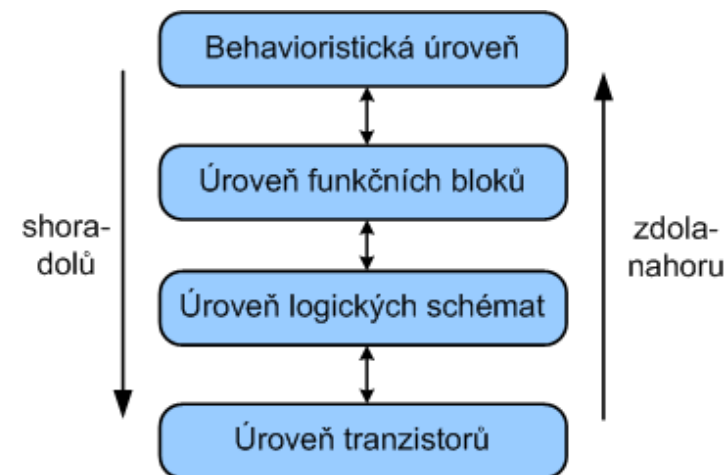 Behavioristická úroveň
Úroveň funkčních bloků
shora-
dolů
zdola-
nahoru
Úroveň logických schémat
Úroveň tranzistorů